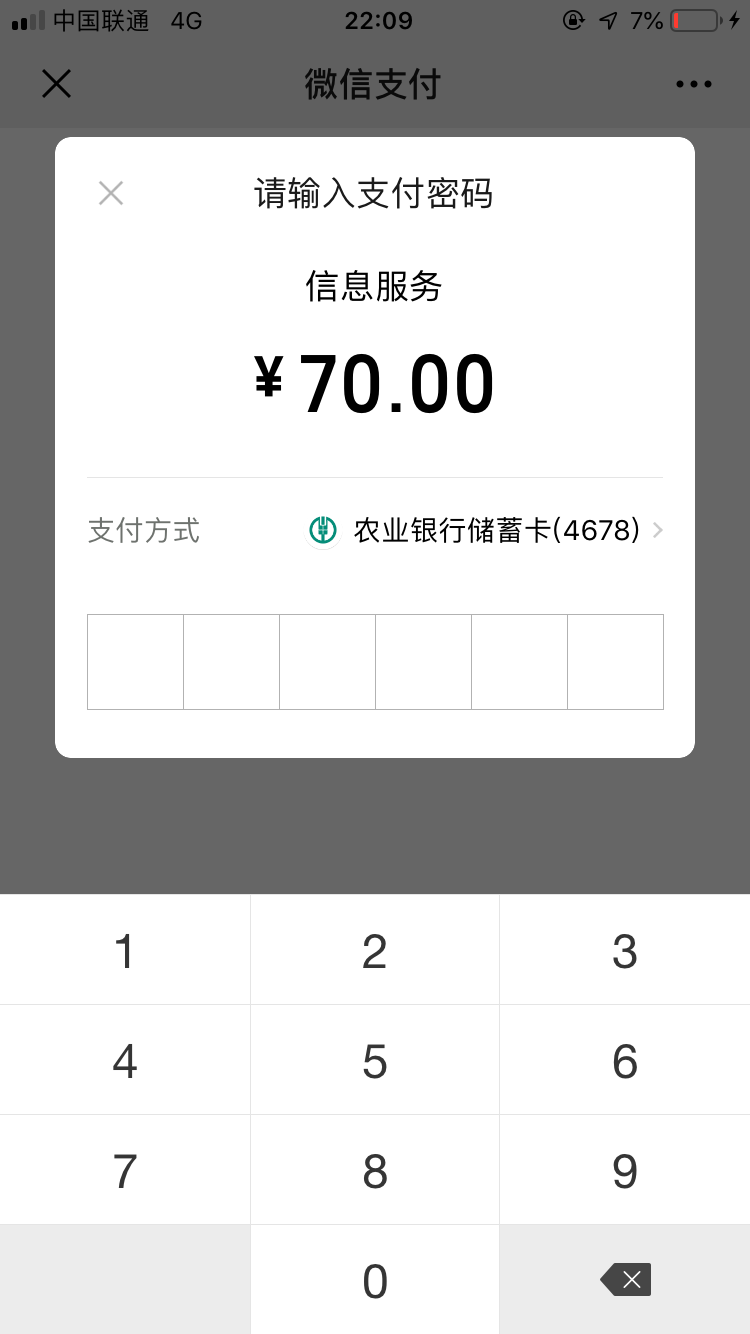 中国联通 4G 22:09 7%
微信支付
请输入支付密码
信息服务
¥70.00
支付方式 农业银行储蓄卡(4678)
1 2 3
4 5 6
7 8 9
0